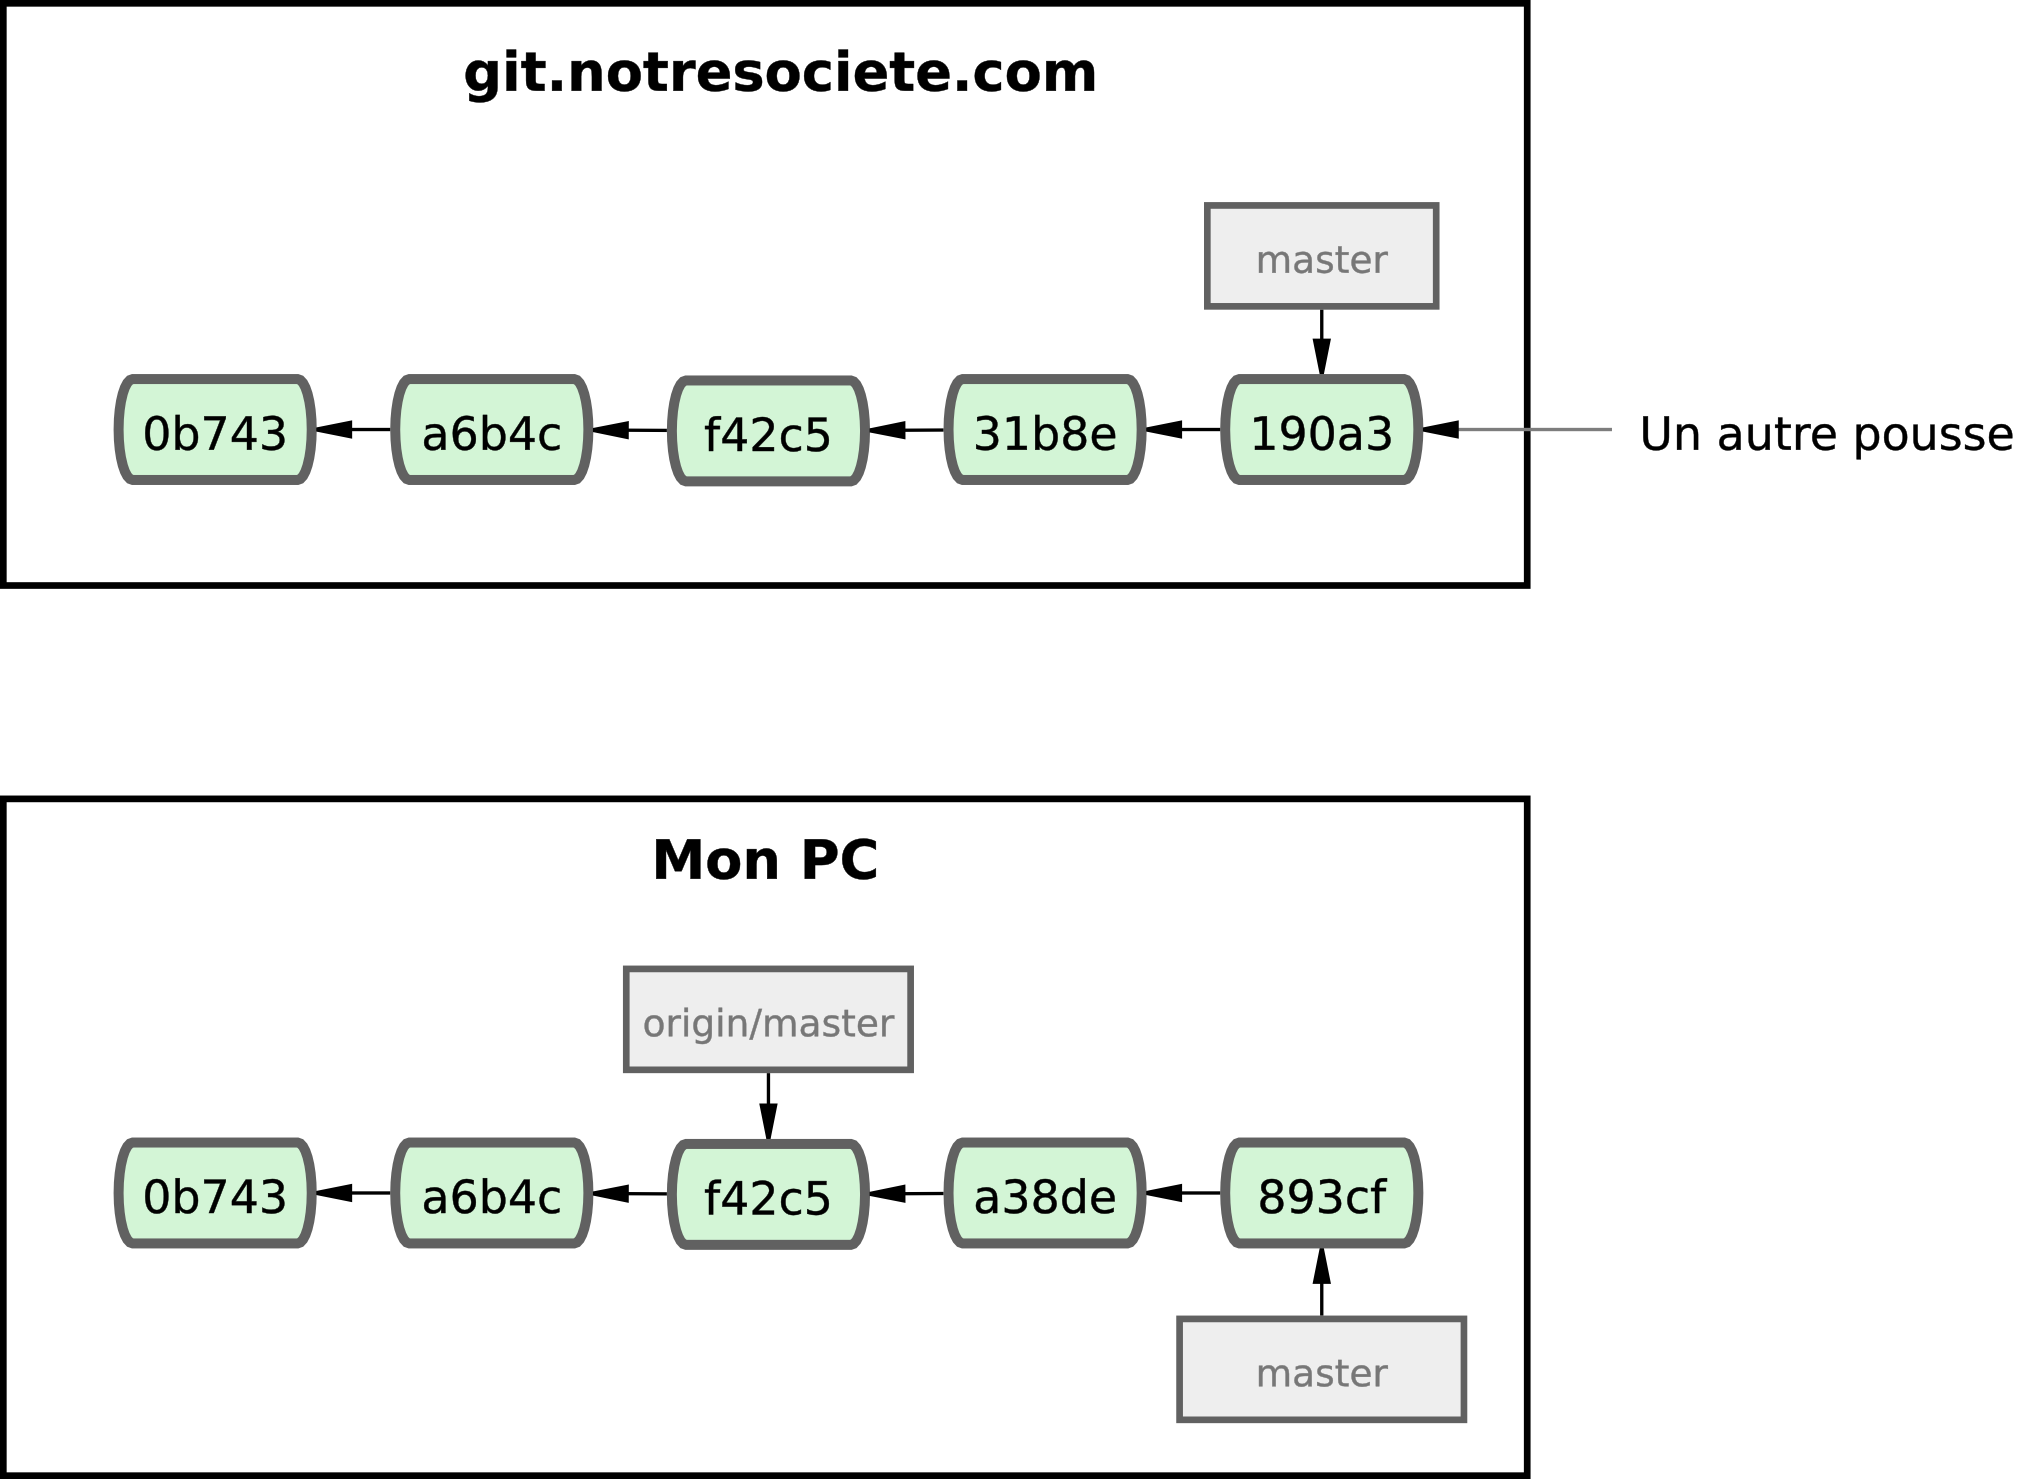 git.notresociete.com
master
0b743
a6b4c
f42c5
31b8e
190a3
Un autre pousse
Mon PC
origin/master
0b743
a6b4c
f42c5
a38de
893cf
master